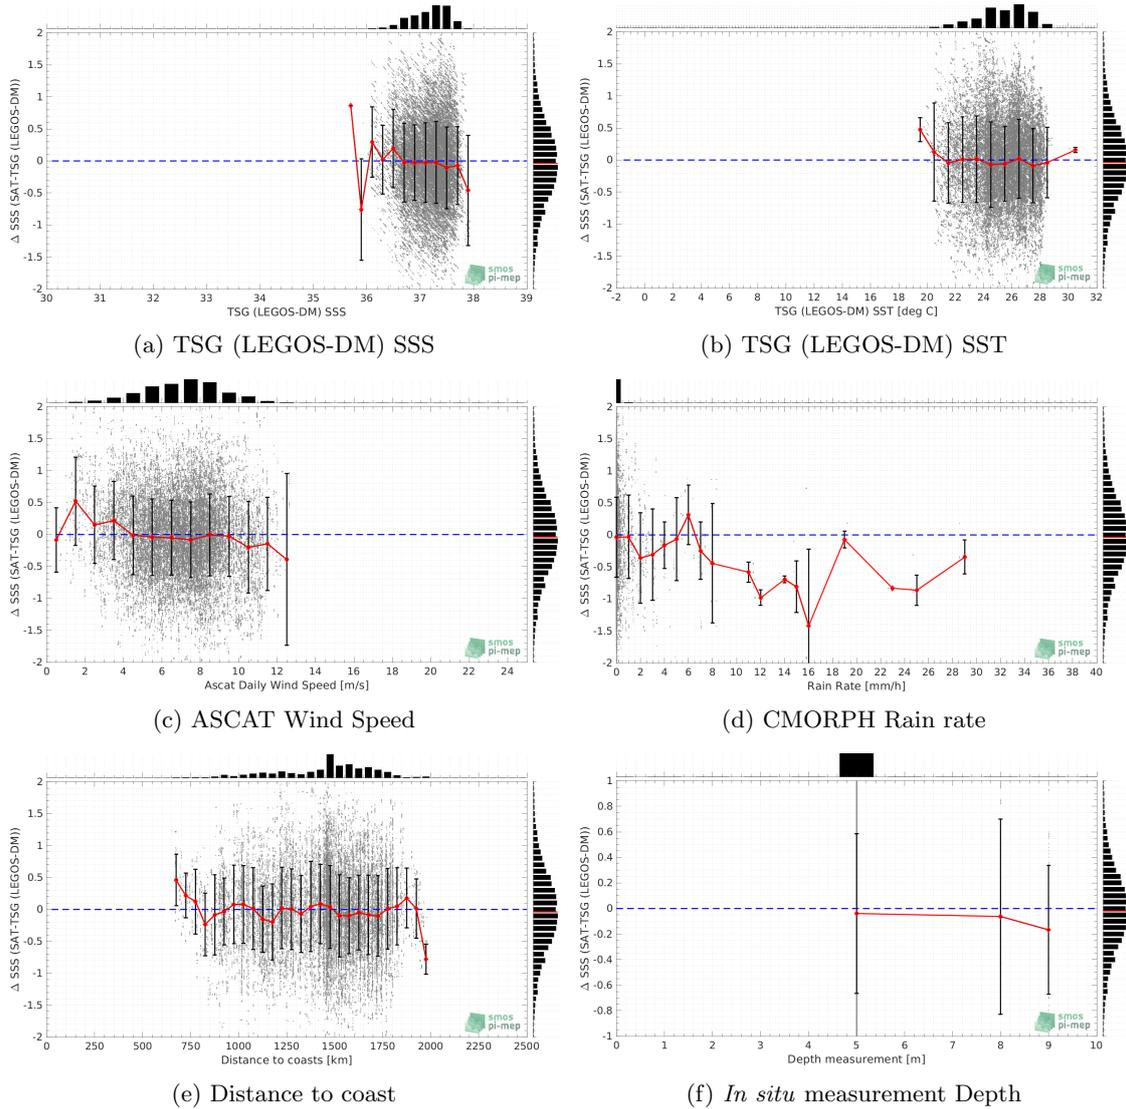 2
1.5
1
0.5
0
-0.5
-1
-1.5
-2
Δ SSS (SAT-TSG (LEGOS-DM))
smos
pi-mep
30 31 32 33 34 35 36 37 38 39
TSG (LEGOS-DM) SSS
(a) TSG (LEGOS-DM) SSS
2
1.5
1
0.5
0
-0.5
-1
-1.5
-2
Δ SSS (SAT-TSG (LEGOS-DM))
smos
pi-mep
-2 0 2 4 6 8 10 12 14 16 18 20 22 24 26 28 30 32
TSG (LEGOS-DM) SST [deg C]
(b) TSG (LEGOS-DM) SST
2
1.5
1
0.5
0
-0.5
-1
-1.5
-2
Δ SSS (SAT-TSG (LEGOS-DM))
smos
pi-mep
0 2 4 6 8 10 12 14 16 18 20 22 24
Ascat Daily Wind Speed [m/s]
(c) ASCAT Wind Speed
2
1.5
1
0.5
0
-0.5
-1
-1.5
-2
Δ SSS (SAT-TSG (LEGOS-DM))
smos
pi-mep
0 2 4 6 8 10 12 14 16 18 20 22 24 26 28 30 32 34 36 38 40
Rain Rate [mm/h]
(d) CMORPH Rain rate
2
1.5
1
0.5
0
-0.5
-1
-1.5
-2
Δ SSS (SAT-TSG (LEGOS-DM))
smos
pi-mep
0 250 500 750 1000 1250 1500 1750 2000 2250 2500
Distance to coasts [km]
(e) Distance to coast
1
0.8
0.6
0.4
0.2
0
-0.2
-0.4
-0.6
-0.8
-1
Δ SSS (SAT-TSG (LEGOS-DM))
smos
pi-mep
0 1 2 3 4 5 6 7 8 9 10
Depth measurement [m]
(f) In situ measurement Depth